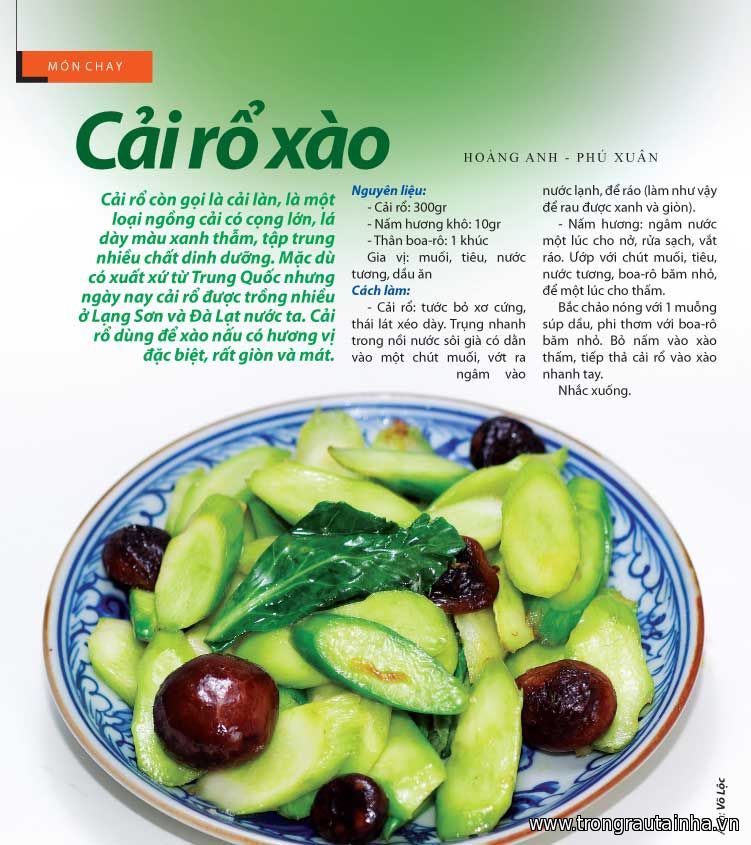 MÓN CHAY
Cải rổ xào
HOÀNG ANH - PHÚ XUÂN
Cải rổ còn gọi là cải làn, là một
loại ngồng cải có cọng lớn, lá
dày màu xanh thẫm, tập trung
nhiều chất dinh dưỡng. Mặc dù
có xuất xứ từ Trung Quốc nhưng
ngày nay cải rổ được trồng nhiều
ở Lạng Sơn và Đà Lạt nước ta. Cải
rổ dùng để xào nấu có hương vị
đặc biệt, rất giòn và mát.
Nguyên liệu:
- Cải rổ: 300gr
- Nấm hương khô: 10gr
- Thân boa-rô: 1 khúc
Gia vị: muối, tiêu, nước
tương, dầu ăn
Cách làm:
- Cải rổ: tước bỏ xơ cứng,
thái lát xéo dày. Trụng nhanh
trong nồi nước sôi già có dằn
vào một chút muối, vớt ra
ngâm vào
nước lạnh, để ráo (làm như vậy
để rau được xanh và giòn).
- Nấm hương: ngâm nước
một lúc cho nở, rửa sạch, vắt
ráo. Ướp với chút muối, tiêu,
nước tương, boa-rô băm nhỏ,
để một lúc cho thấm.
Bắc chảo nóng với 1 muỗng
súp dầu, phi thơm với boa-rô
băm nhỏ. Bỏ nấm vào xào
thấm, tiếp thả cải rổ vào xào
nhanh tay.
Nhắc xuống.
Võ Lộc
www.trongrautainha.vn